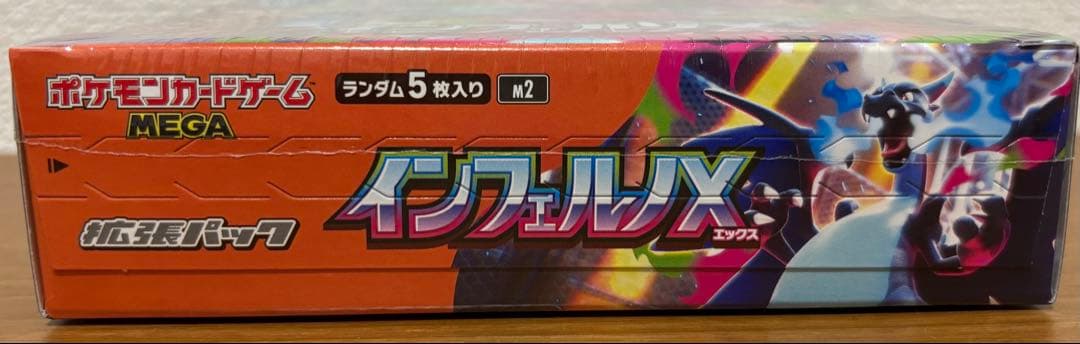 ポケモンカードゲーム
MEGA
ランダム5枚入り M2
インフェルノX
エックス
拡張パック